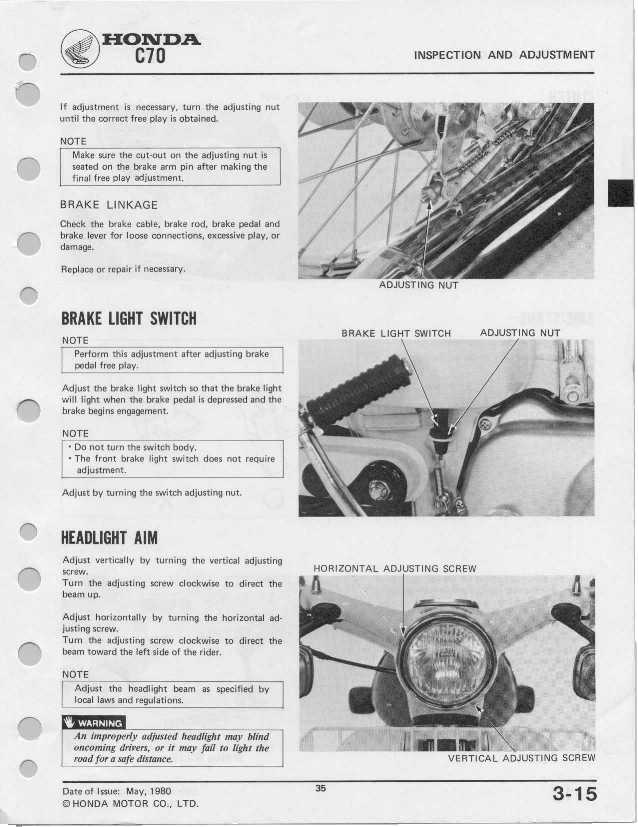 HONDA
C70
INSPECTION AND ADJUSTMENT
If adjustment is necessary, turn the adjusting nut
until the correct free play is obtained.
NOTE
Make sure the cut-out on the adjusting nut is
seated on the brake arm pin after making the
final free play adjustment.
BRAKE LINKAGE
Check the brake cable, brake rod, brake pedal and
brake lever for loose connections, excessive play, or
damage.
Replace or repair if necessary.
ADJUSTING NUT
BRAKE LIGHT SWITCH
NOTE
Perform this adjustment after adjusting brake
pedal free play.
Adjust the brake light switch so that the brake light
will light when the brake pedal is depressed and the
brake begins engagement.
NOTE
• Do not turn the switch body.
• The front brake light switch does not require
adjustment.
Adjust by turning the switch adjusting nut.
BRAKE LIGHT SWITCH ADJUSTING NUT
HEADLIGHT AIM
Adjust vertically by turning the vertical adjusting
screw.
Turn the adjusting screw clockwise to direct the
beam up.
Adjust horizontally by turning the horizontal ad-
justing screw.
Turn the adjusting screw clockwise to direct the
beam toward the left side of the rider.
NOTE
Adjust the headlight beam as specified by
local laws and regulations.
WARNING
An improperly adjusted headlight may blind
oncoming drivers, or it may fail to light the
road for a safe distance.
HORIZONTAL ADJUSTING SCREW
VERTICAL ADJUSTING SCREW
Date of Issue: May, 1980
© HONDA MOTOR CO., LTD.
35
3-15